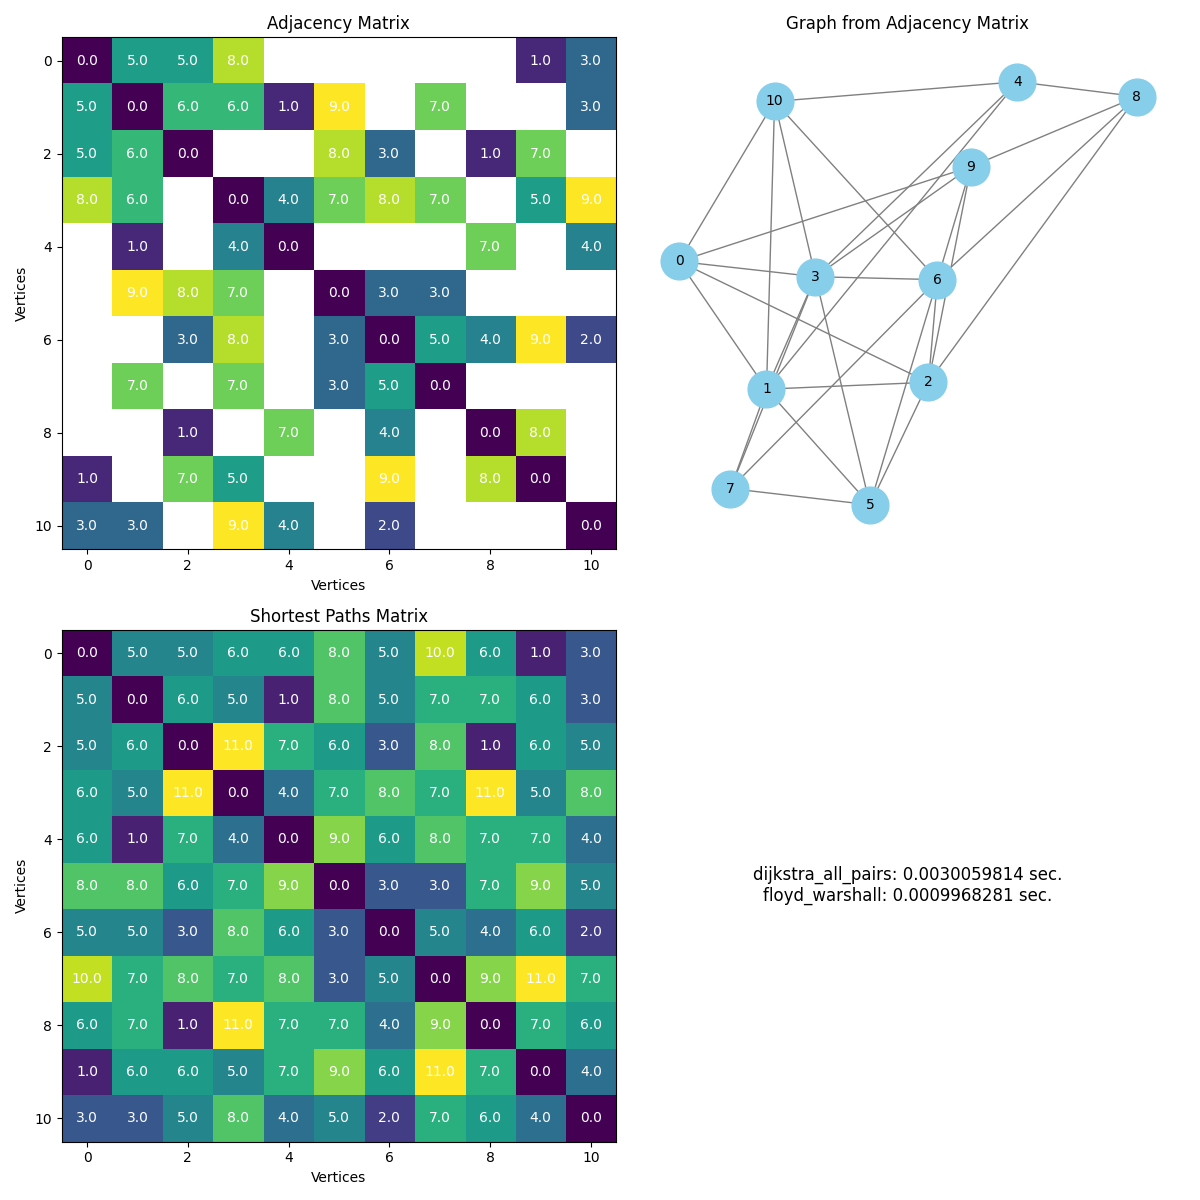 Adjacency Matrix
0 0.0 5.0 5.0 8.0 1.0 3.0
5.0 0.0 6.0 6.0 1.0 9.0 7.0 3.0
2 5.0 6.0 0.0 8.0 3.0 1.0 7.0
8.0 6.0 0.0 4.0 7.0 8.0 7.0 5.0 9.0
4 1.0 4.0 0.0 7.0 4.0
9.0 8.0 7.0 0.0 3.0 3.0
6 3.0 8.0 3.0 0.0 5.0 4.0 9.0 2.0
7.0 7.0 3.0 5.0 0.0
8 1.0 7.0 4.0 0.0 8.0
1.0 7.0 5.0 9.0 8.0 0.0
10 3.0 3.0 9.0 4.0 2.0 0.0
0 2 4 6 8 10
Vertices
Vertices
Graph from Adjacency Matrix
4
8
10
9
0
3
6
2
1
7
5
Shortest Paths Matrix
0 0.0 5.0 5.0 6.0 6.0 8.0 5.0 10.0 6.0 1.0 3.0
5.0 0.0 6.0 5.0 1.0 8.0 5.0 7.0 7.0 6.0 3.0
2 5.0 6.0 0.0 11.0 7.0 6.0 3.0 8.0 1.0 6.0 5.0
6.0 5.0 11.0 0.0 4.0 7.0 8.0 7.0 11.0 5.0 8.0
4 6.0 1.0 7.0 4.0 0.0 9.0 6.0 8.0 7.0 7.0 4.0
8.0 8.0 6.0 7.0 9.0 0.0 3.0 3.0 7.0 9.0 5.0
6 5.0 5.0 3.0 8.0 6.0 3.0 0.0 5.0 4.0 6.0 2.0
10.0 7.0 8.0 7.0 8.0 3.0 5.0 0.0 9.0 11.0 7.0
8 6.0 7.0 1.0 11.0 7.0 7.0 4.0 9.0 0.0 7.0 6.0
1.0 6.0 6.0 5.0 7.0 9.0 6.0 11.0 7.0 0.0 4.0
10 3.0 3.0 5.0 8.0 4.0 5.0 2.0 7.0 6.0 4.0 0.0
0 2 4 6 8 10
Vertices
Vertices
dijkstra_all_pairs: 0.0030059814 sec.
floyd_warshall: 0.0009968281 sec.